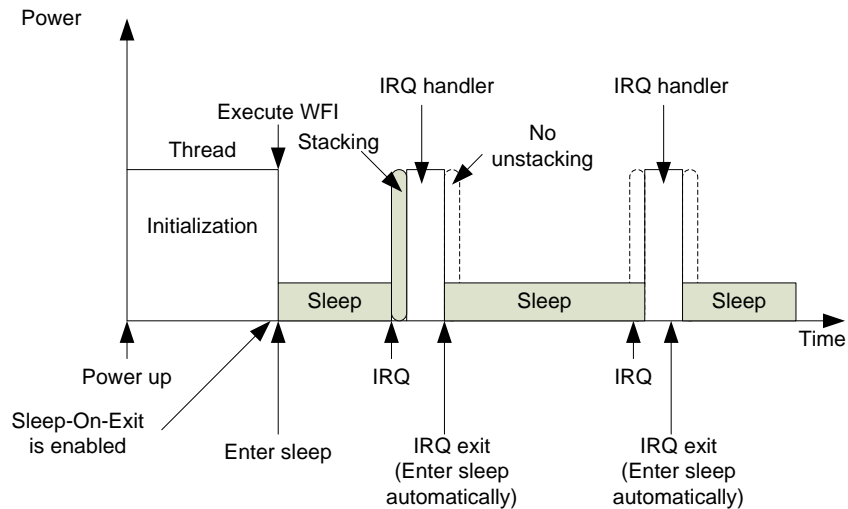 Power
IRQ handler
IRQ handler
Execute WFI
Stacking
No
unstacking
Thread
Initialization
Sleep
Sleep
Sleep
Time
Power up
IRQ
IRQ
Sleep-On-Exit
is enabled
Enter sleep
IRQ exit
(Enter sleep
automatically)
IRQ exit
(Enter sleep
automatically)